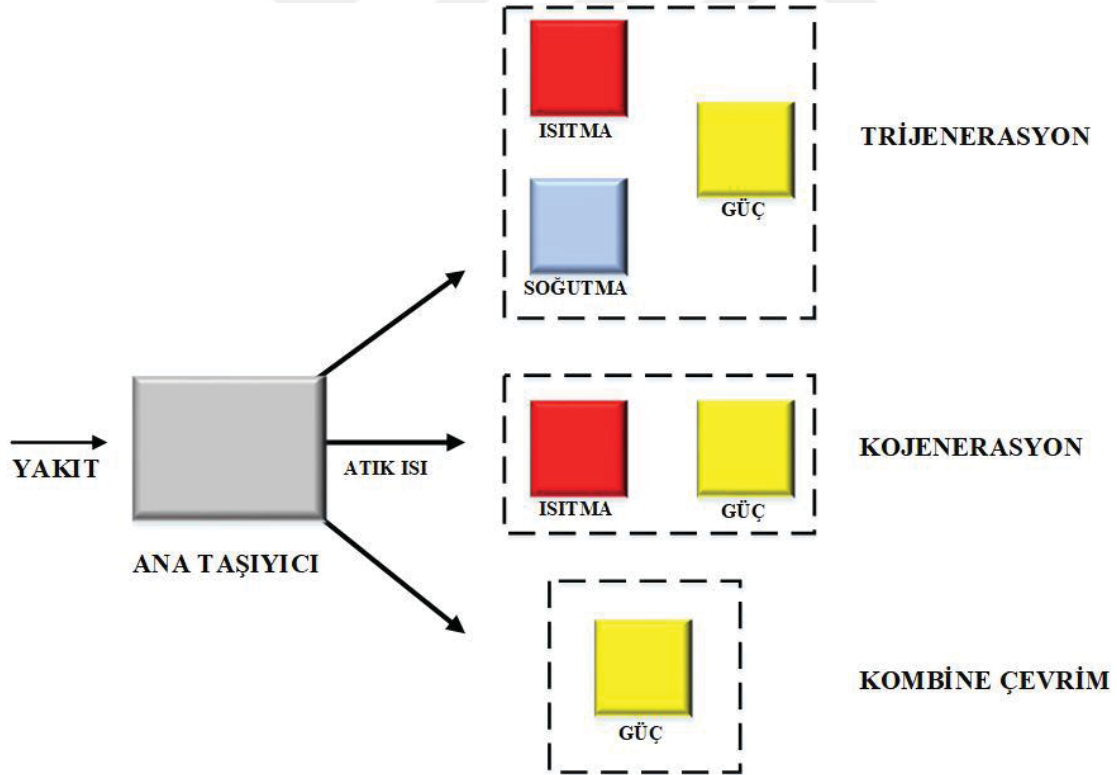 ISITMA
GÜÇ
SOĞUTMA
TRİJENERASYON
YAKIT
ANA TAŞIYICI
ATIK ISI
ISITMA
GÜÇ
KOJENERASYON
GÜÇ
KOMBİNE ÇEVRİM